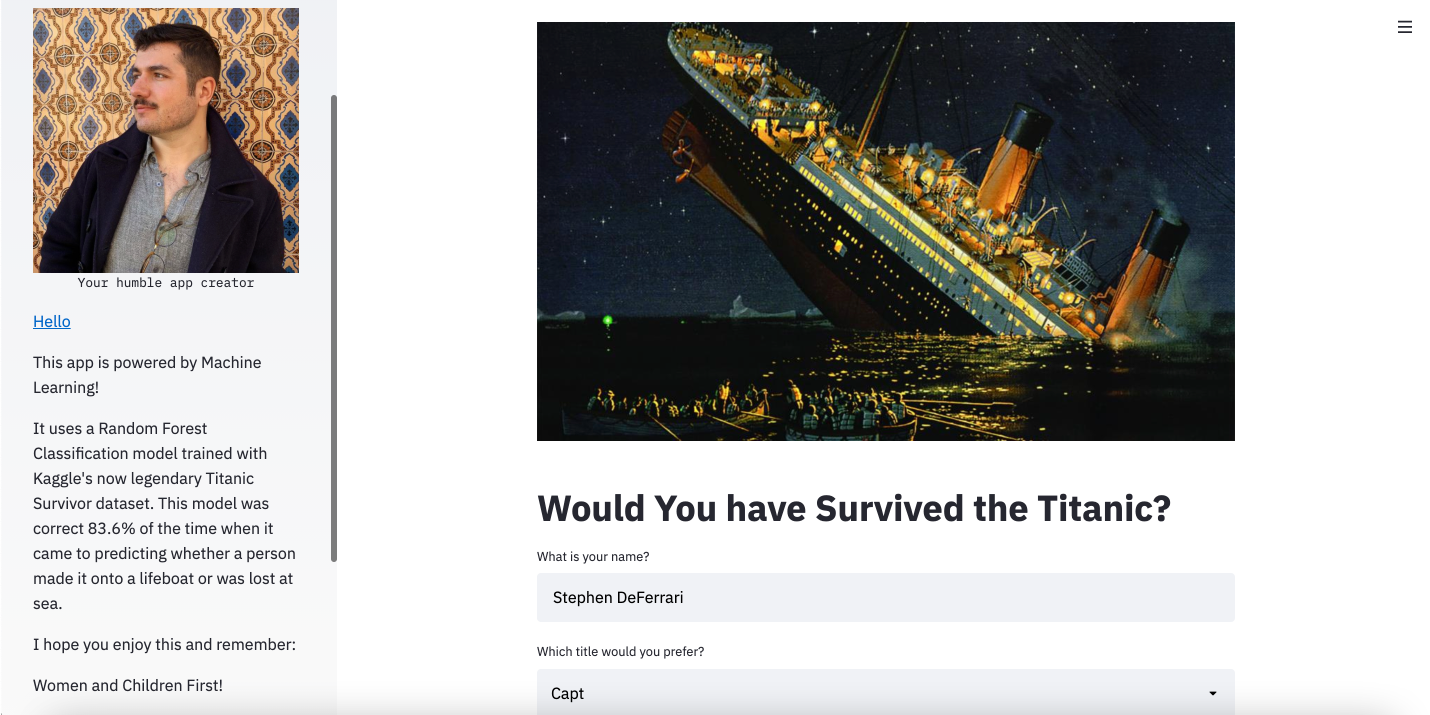 Your humble app creator
Hello
This app is powered by Machine
Learning!
It uses a Random Forest
Classification model trained with
Kaggle's now legendary Titanic
Survivor dataset. This model was
correct 83.6% of the time when it
came to predicting whether a person
made it onto a lifeboat or was lost at
sea.
I hope you enjoy this and remember:
Women and Children First!
Would You have Survived the Titanic?
What is your name?
Stephen DeFerrari
Which title would you prefer?
Capt